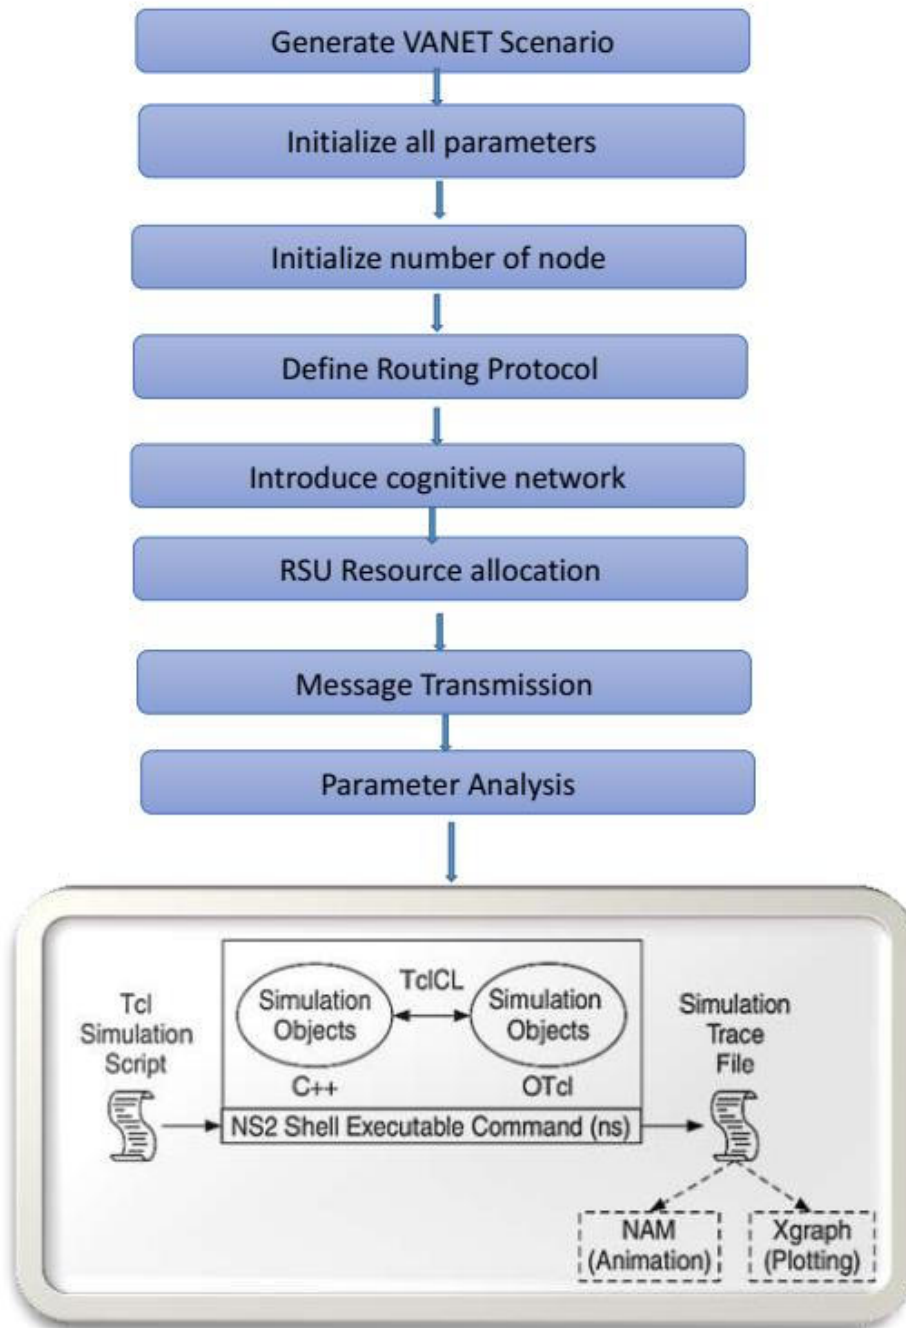 Generate VANET Scenario
Initialize all parameters
Initialize number of node
Define Routing Protocol
Introduce cognitive network
RSU Resource allocation
Message Transmission
Parameter Analysis
Tcl
Simulation
Script
Simulation
Objects
C++
TclCL
Simulation
Objects
OTcl
NS2 Shell Executable Command (ns)
Simulation
Trace
File
NAM
(Animation)
Xgraph
(Plotting)